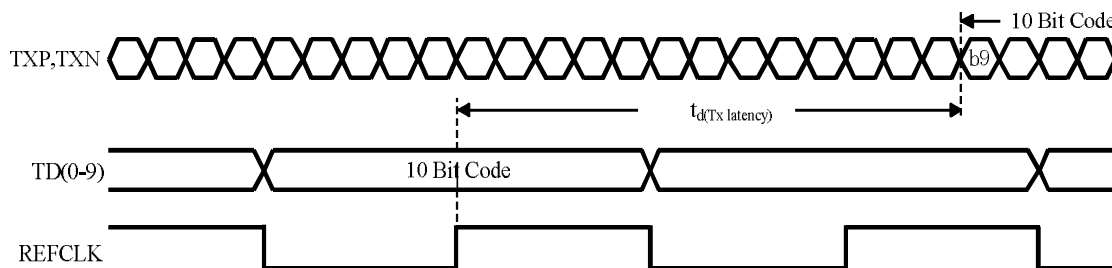 10 Bit Code
TXP,TXN
b9
td(Tx latency)
TD(0-9)
10 Bit Code
REFCLK